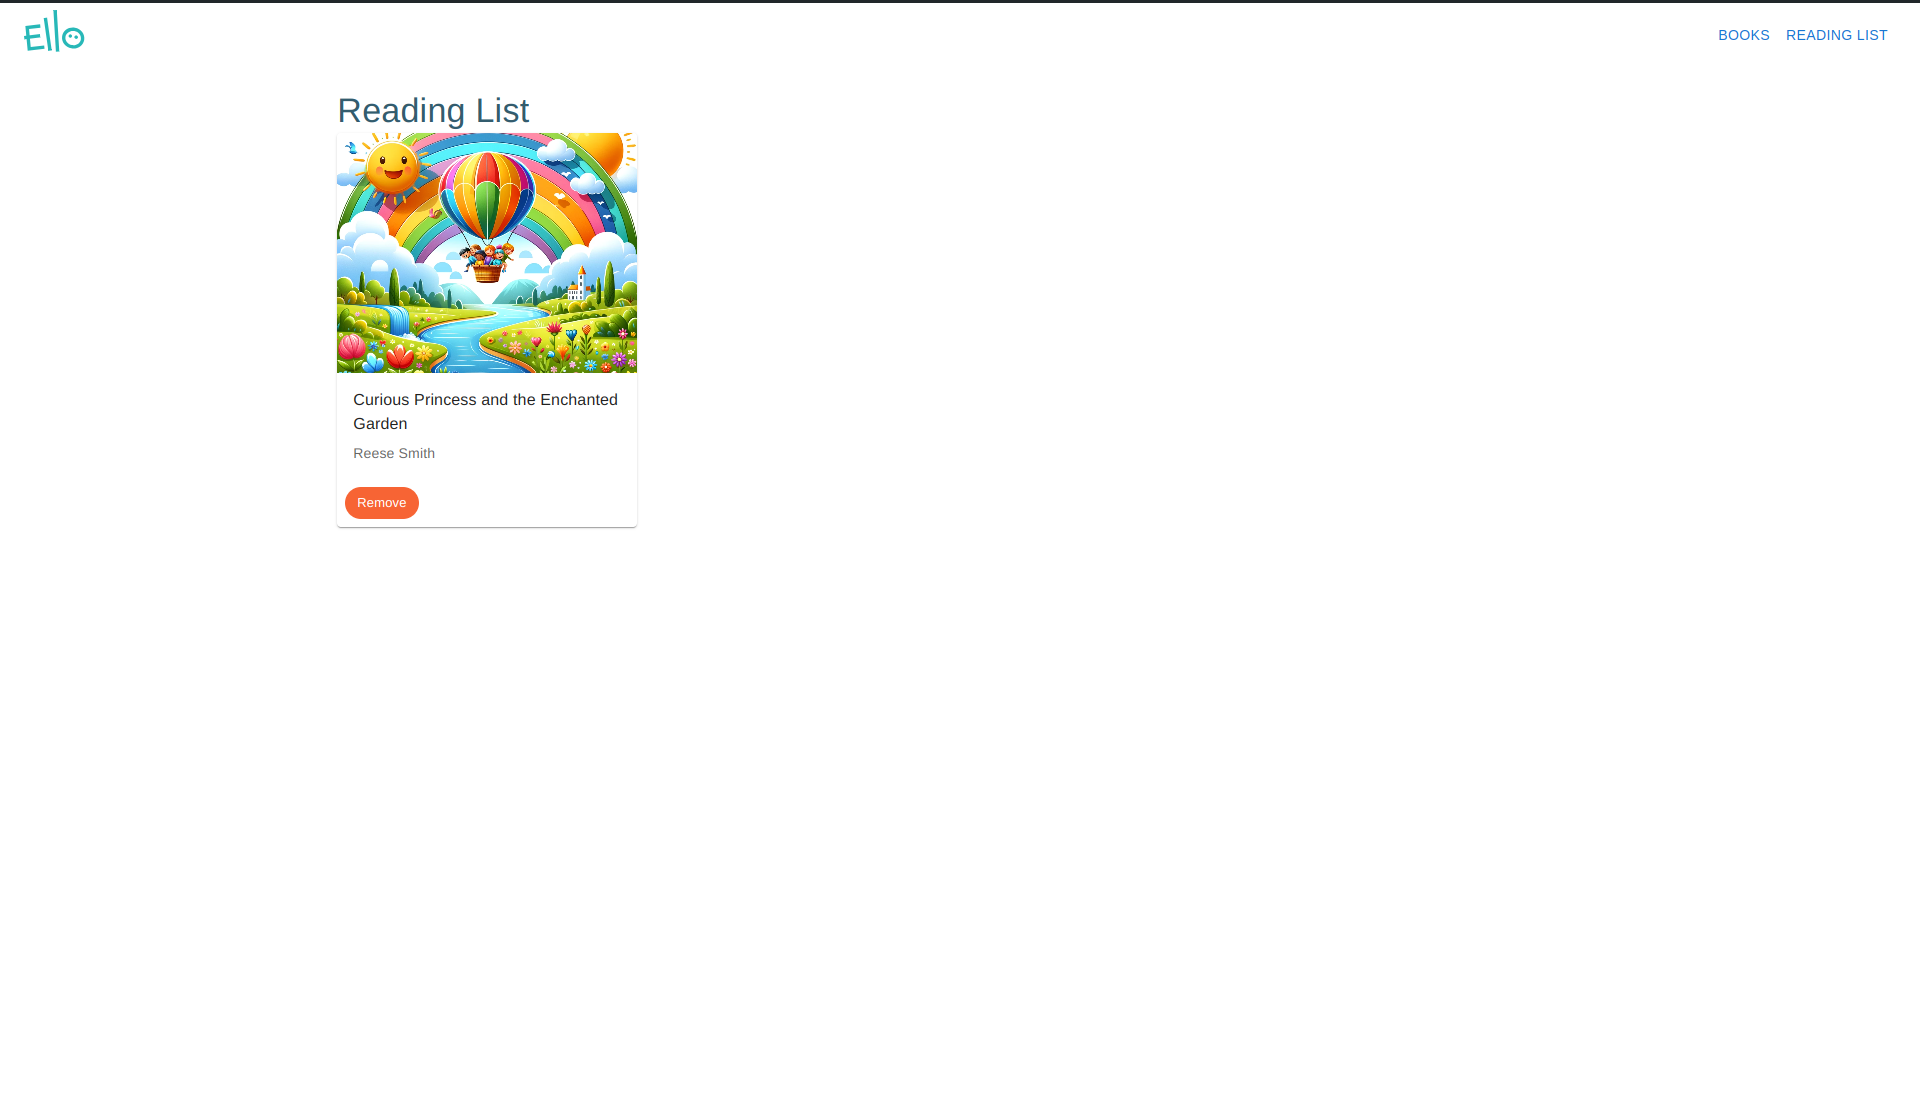 Ello
BOOKS
READING LIST
Reading List
Curious Princess and the Enchanted
Garden
Reese Smith
Remove